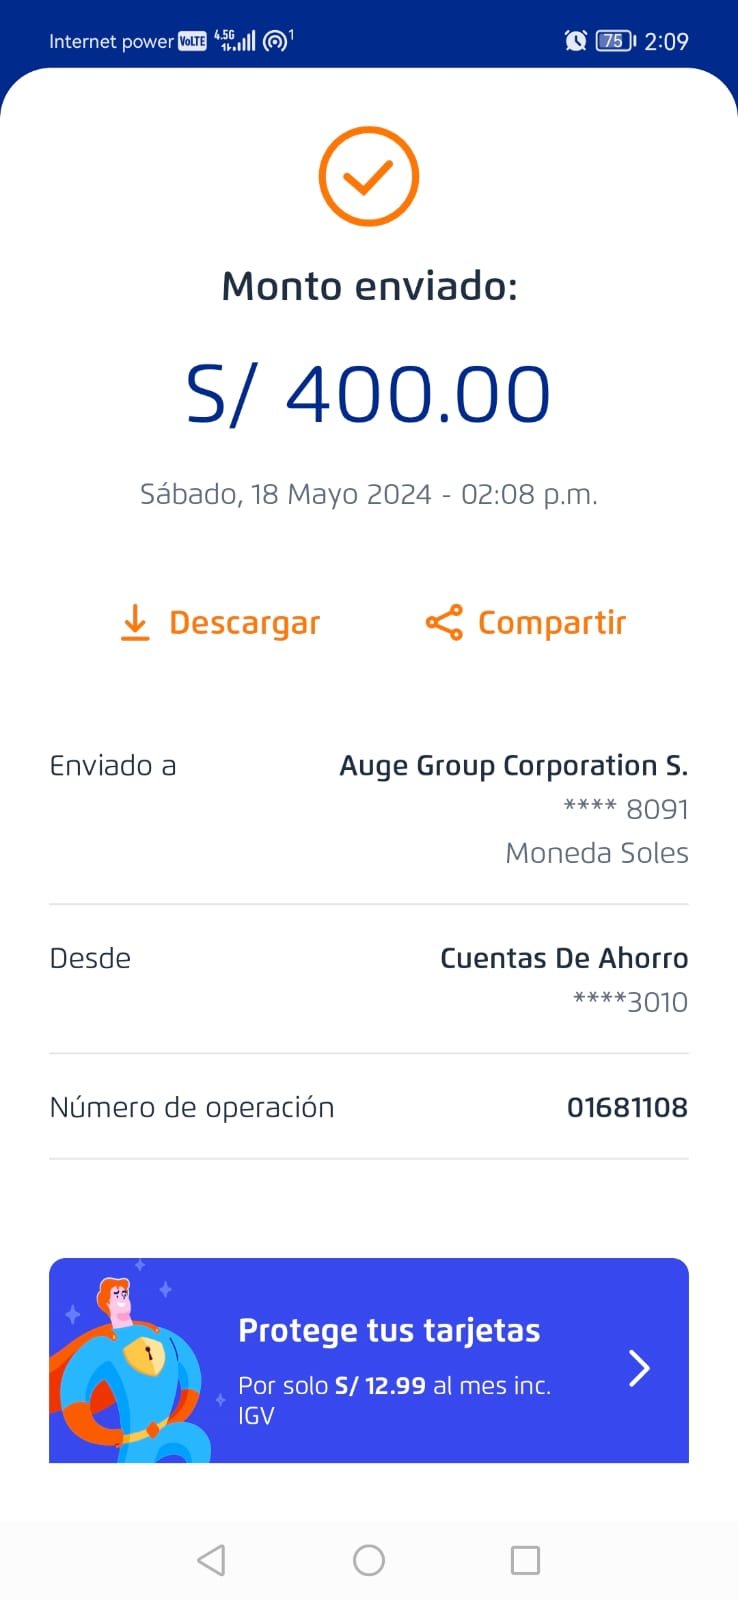 Internet power VoLTE 4.5G 1 75 2:09
Monto enviado:
S/ 400.00
Sábado, 18 Mayo 2024 - 02:08 p.m.
Descargar Compartir
Enviado a Auge Group Corporation S.
**** 8091
Moneda Soles
Desde Cuentas De Ahorro
****3010
Número de operación 01681108
Protege tus tarjetas
Por solo S/ 12.99 al mes inc.
IGV